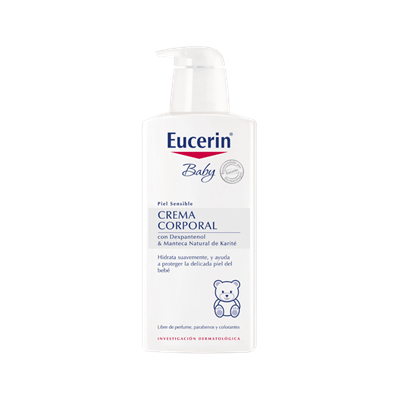 Eucerin®
Baby
Piel Sensible
CREMA
CORPORAL
con Dexpantenol
& Manteca Natural de Karité
Hidrata suavemente, y ayuda
a proteger la delicada piel del
bebé
Libre de perfume, parabenos y colorantes
INVESTIGACIÓN DERMATOLÓGICA